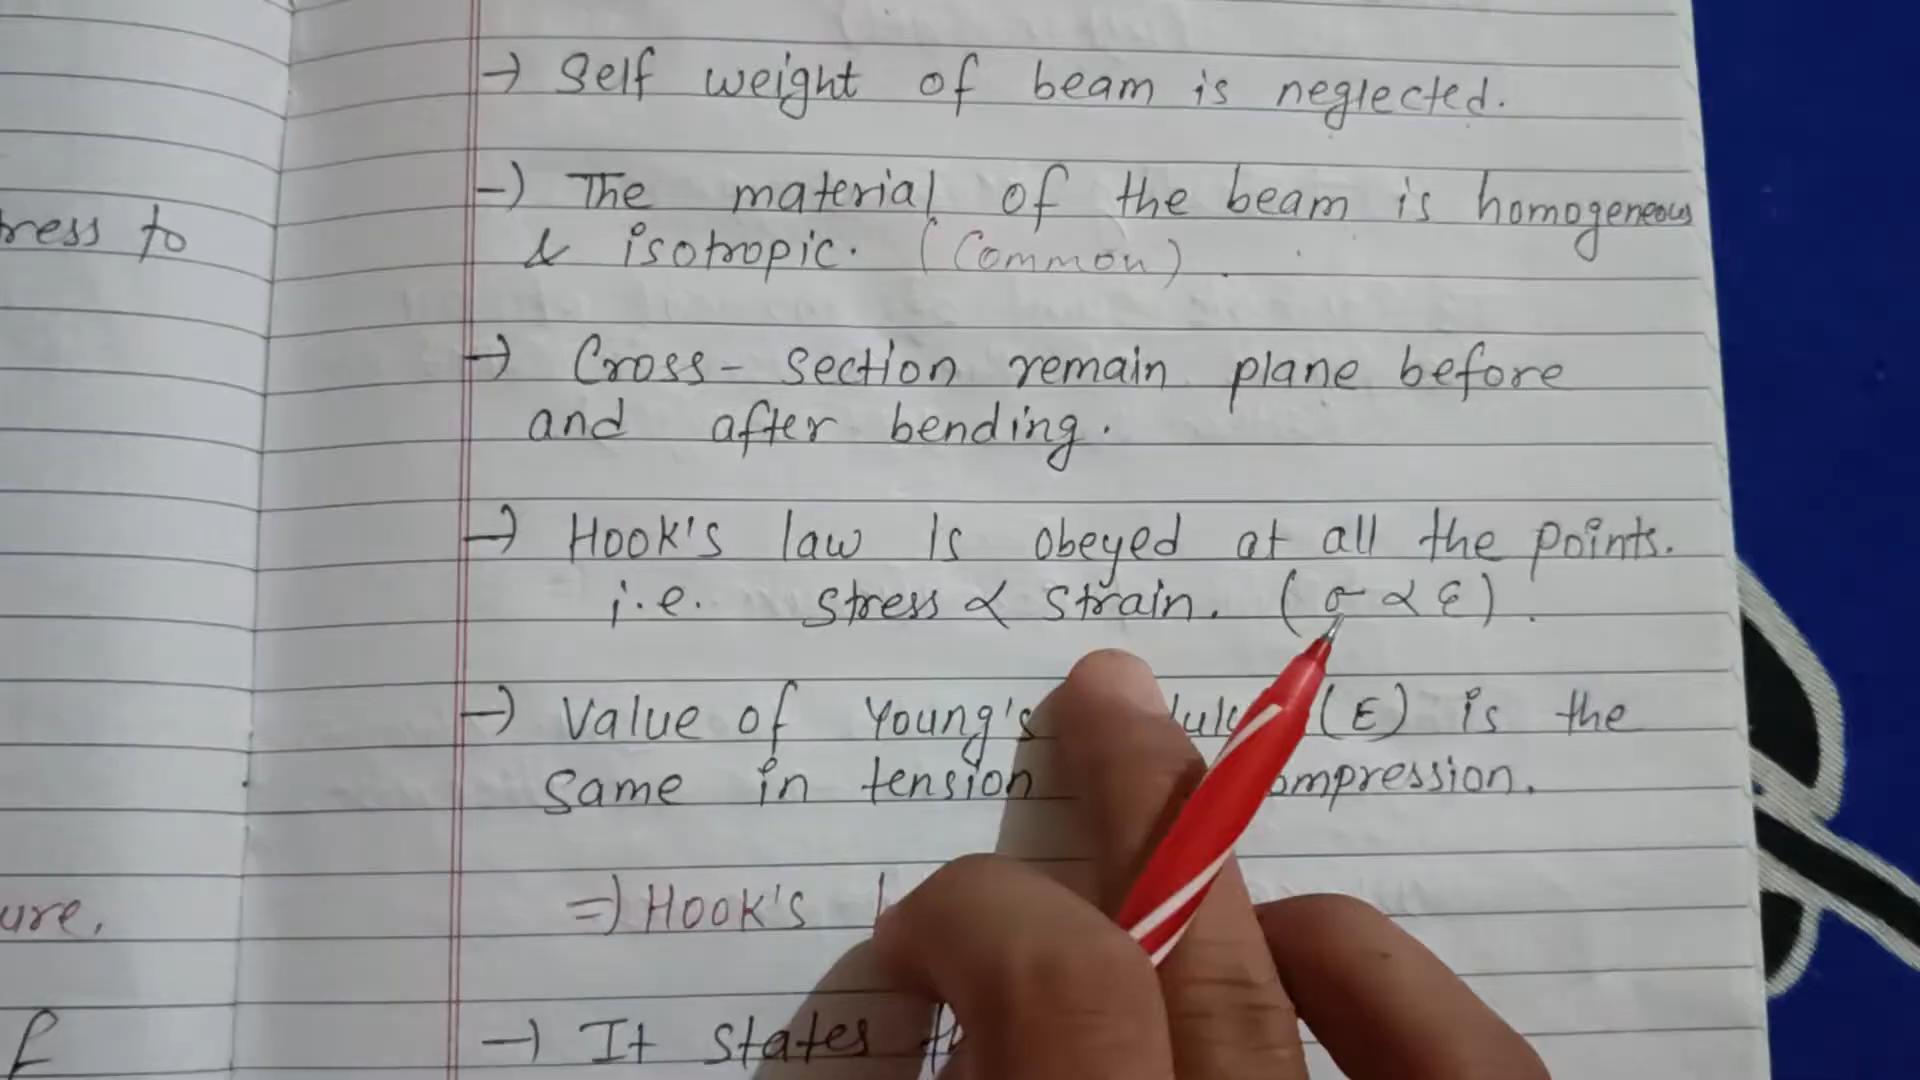 ress to
ure.
→ Self weight of beam is neglected.
→ The material of the beam is homogeneous
& isotropic. (Common).
→ Cross-section remain plane before
and after bending.
→ Hook's law is obeyed at all the points.
i.e. stress ∝ strain. (σ ∝ ε).
→ Value of Young's (E) is the
same in tension ompression.
⇒ Hook's
→ It states